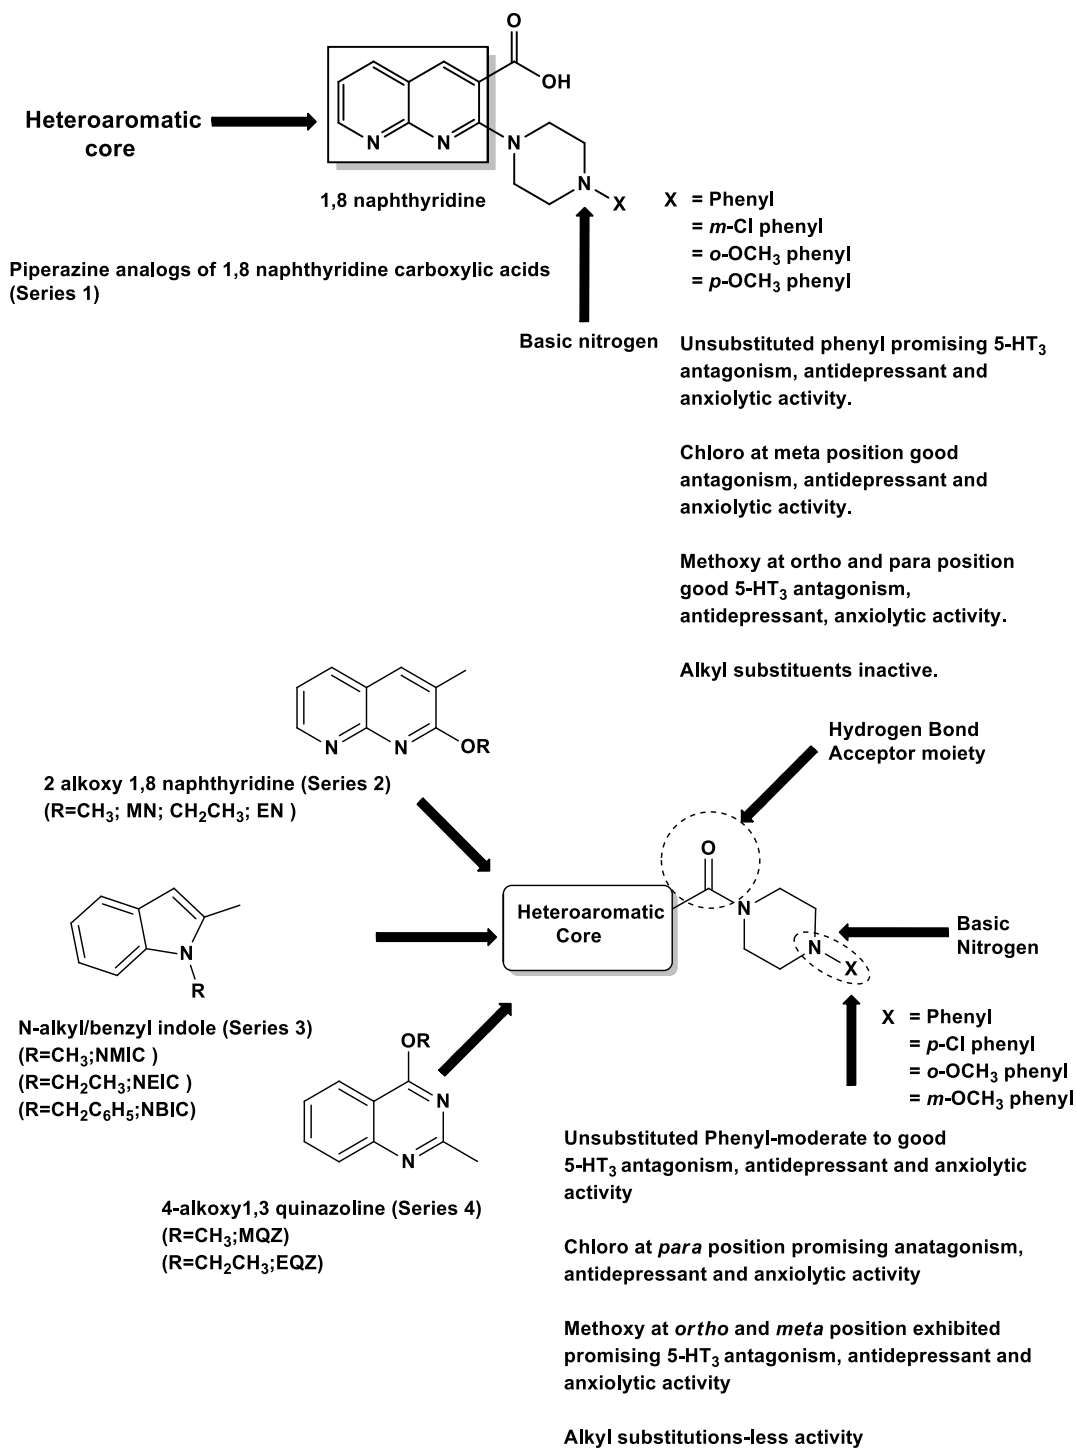 O
OH
Heteroaromatic
core
N
N
N
N
X
1,8 naphthyridine
X = Phenyl
= m-Cl phenyl
= o-OCH3 phenyl
= p-OCH3 phenyl
Piperazine analogs of 1,8 naphthyridine carboxylic acids
(Series 1)
Basic nitrogen
Unsubstituted phenyl promising 5-HT3
antagonism, antidepressant and
anxiolytic activity.
Chloro at meta position good
antagonism, antidepressant and
anxiolytic activity.
Methoxy at ortho and para position
good 5-HT3 antagonism,
antidepressant, anxiolytic activity.
Alkyl substituents inactive.
N
N
OR
2 alkoxy 1,8 naphthyridine (Series 2)
(R=CH3; MN; CH2CH3; EN )
Hydrogen Bond
Acceptor moiety
O
Heteroaromatic
Core
N
N
X
Basic
Nitrogen
N
R
N-alkyl/benzyl indole (Series 3)
(R=CH3;NMIC )
(R=CH2CH3;NEIC )
(R=CH2C6H5;NBIC)
X = Phenyl
= p-Cl phenyl
= o-OCH3 phenyl
= m-OCH3 phenyl
OR
N
N
4-alkoxy1,3 quinazoline (Series 4)
(R=CH3;MQZ)
(R=CH2CH3;EQZ)
Unsubstituted Phenyl-moderate to good
5-HT3 antagonism, antidepressant and anxiolytic
activity
Chloro at para position promising anatagonism,
antidepressant and anxiolytic activity
Methoxy at ortho and meta position exhibited
promising 5-HT3 antagonism, antidepressant and
anxiolytic activity
Alkyl substitutions-less activity